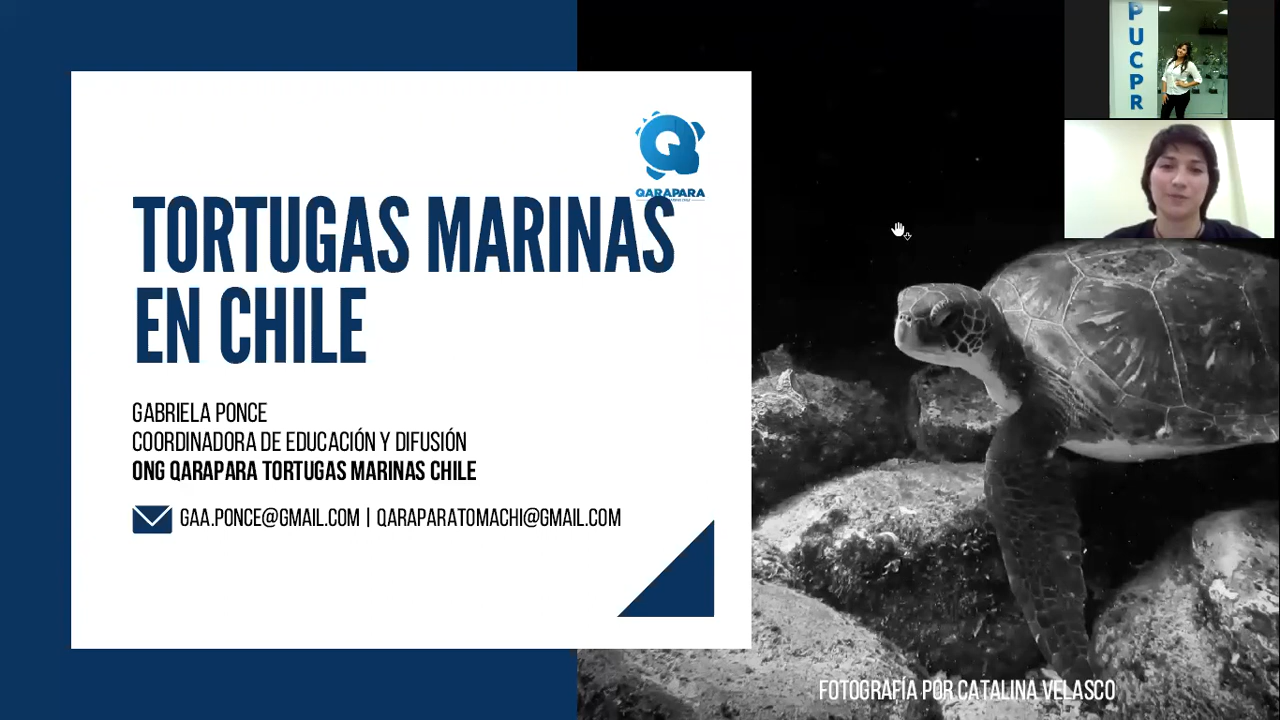 PUCPR
QARAPARA
TORTUGAS MARINAS
EN CHILE
GABRIELA PONCE
COORDINADORA DE EDUCACIÓN Y DIFUSIÓN
ONG QARAPARA TORTUGAS MARINAS CHILE
GAA.PONCE@GMAIL.COM | QARAPARATOMACHI@GMAIL.COM
FOTOGRAFÍA POR CATALINA VELASCO